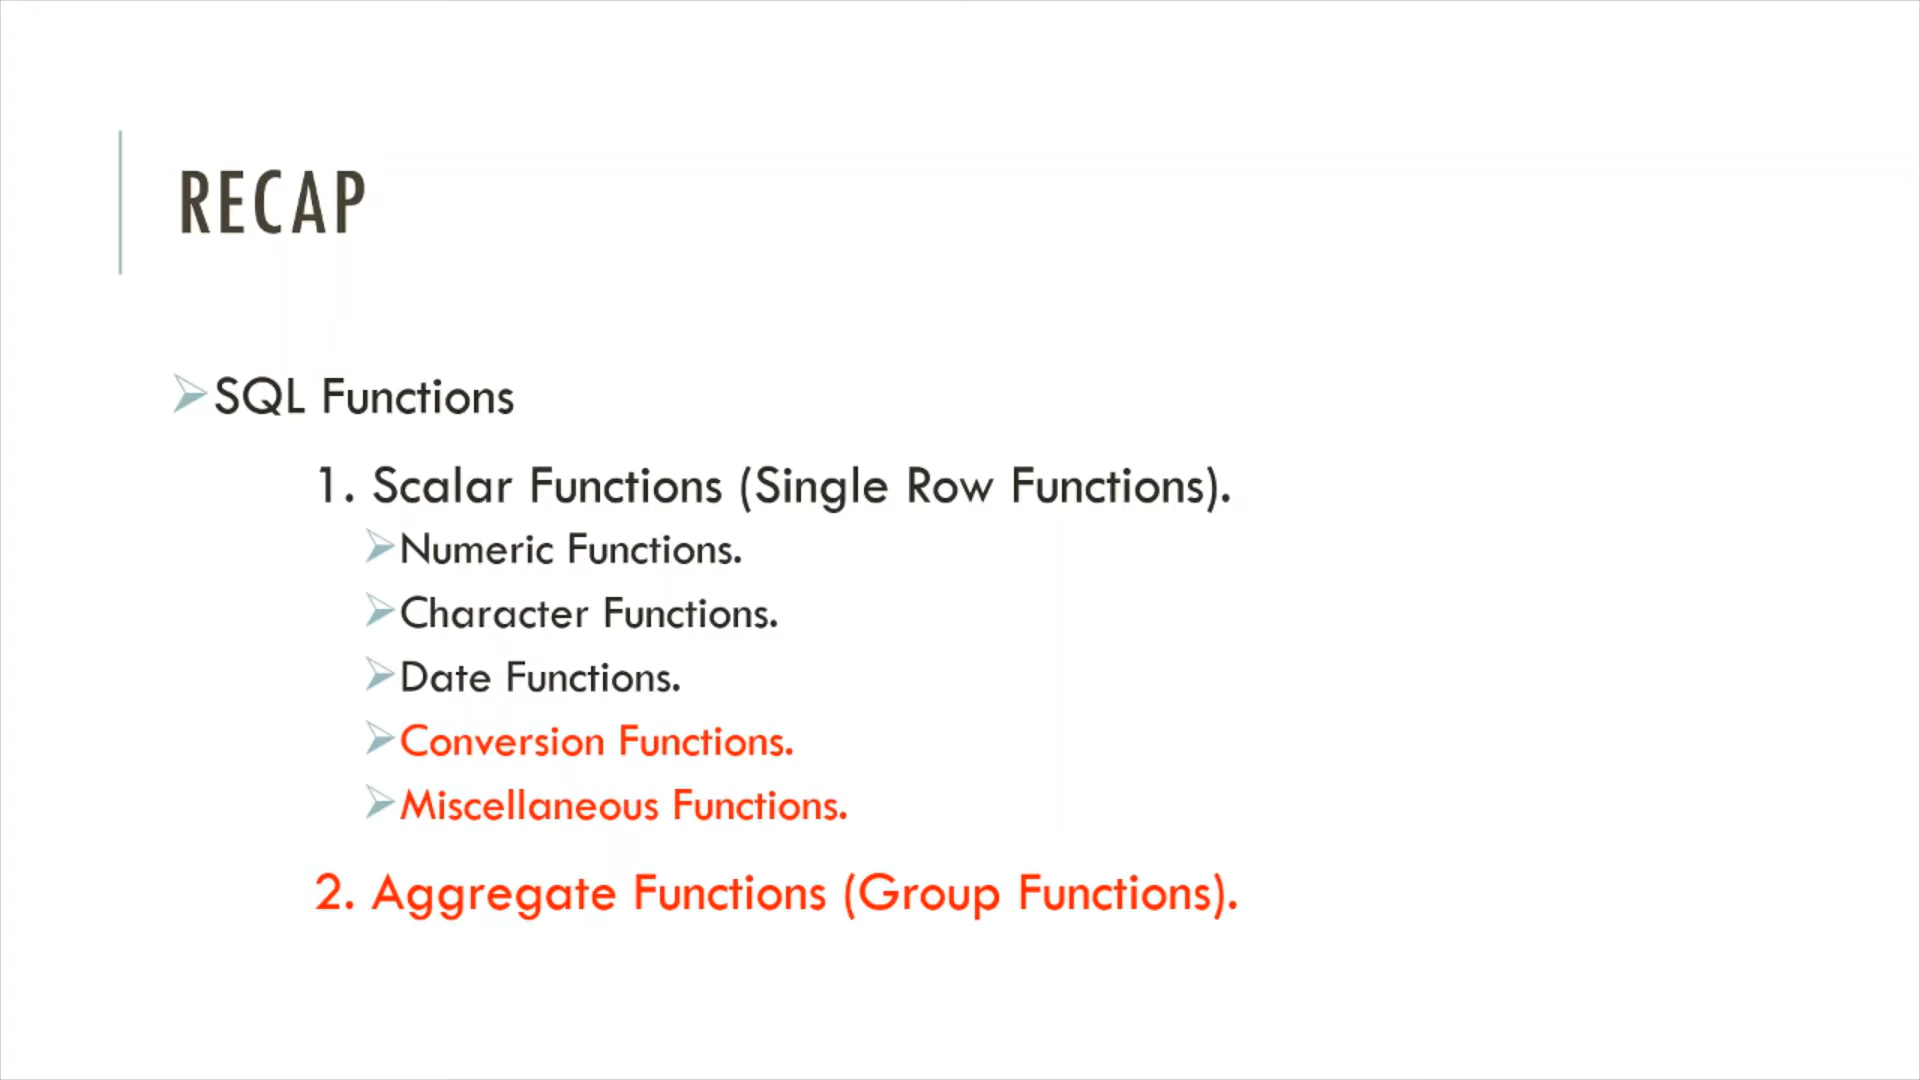 RECAP
SQL Functions
1. Scalar Functions (Single Row Functions).
Numeric Functions.
Character Functions.
Date Functions.
Conversion Functions.
Miscellaneous Functions.
2. Aggregate Functions (Group Functions).